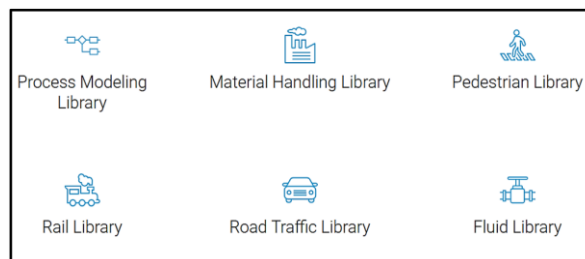 Process Modeling
Library
Material Handling Library
Pedestrian Library
Rail Library
Road Traffic Library
Fluid Library